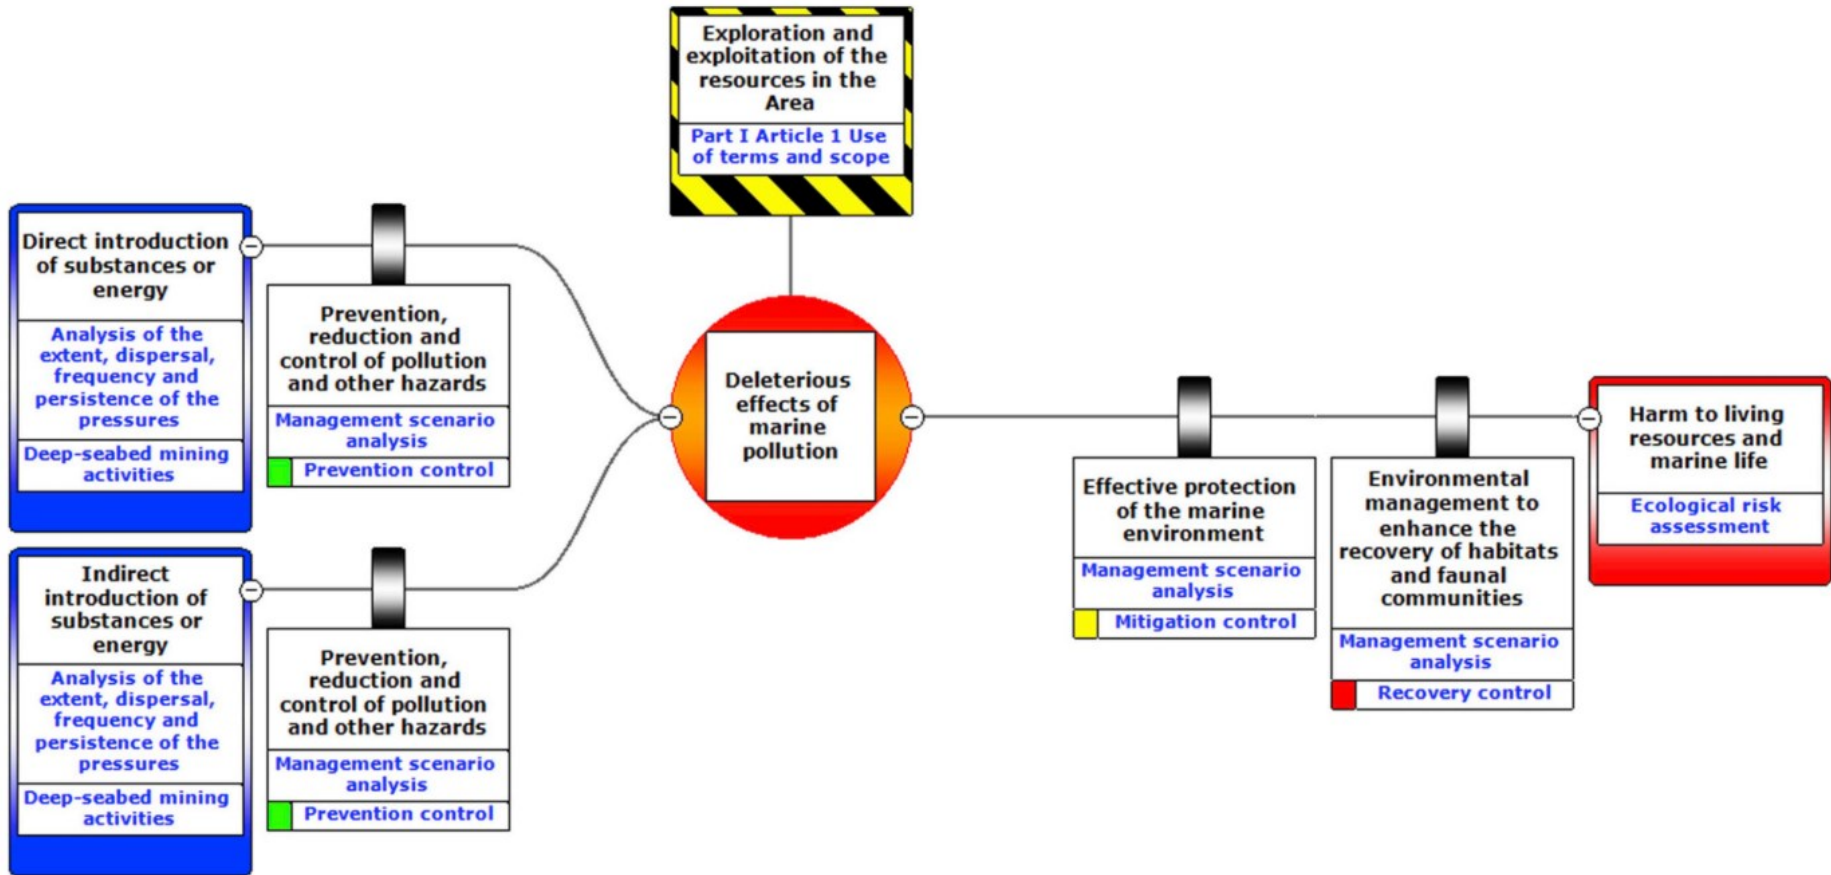 Exploration and
exploitation of the
resources in the
Area
Part I Article 1 Use
of terms and scope
Direct introduction
of substances or
energy
Analysis of the
extent, dispersal,
frequency and
persistence of the
pressures
Deep-seabed mining
activities
Prevention,
reduction and
control of pollution
and other hazards
Management scenario
analysis
Prevention control
Indirect
introduction of
substances or
energy
Analysis of the
extent, dispersal,
frequency and
persistence of the
pressures
Deep-seabed mining
activities
Prevention,
reduction and
control of pollution
and other hazards
Management scenario
analysis
Prevention control
Deleterious
effects of
marine
pollution
Effective protection
of the marine
environment
Management scenario
analysis
Mitigation control
Environmental
management to
enhance the
recovery of habitats
and faunal
communities
Management scenario
analysis
Recovery control
Harm to living
resources and
marine life
Ecological risk
assessment